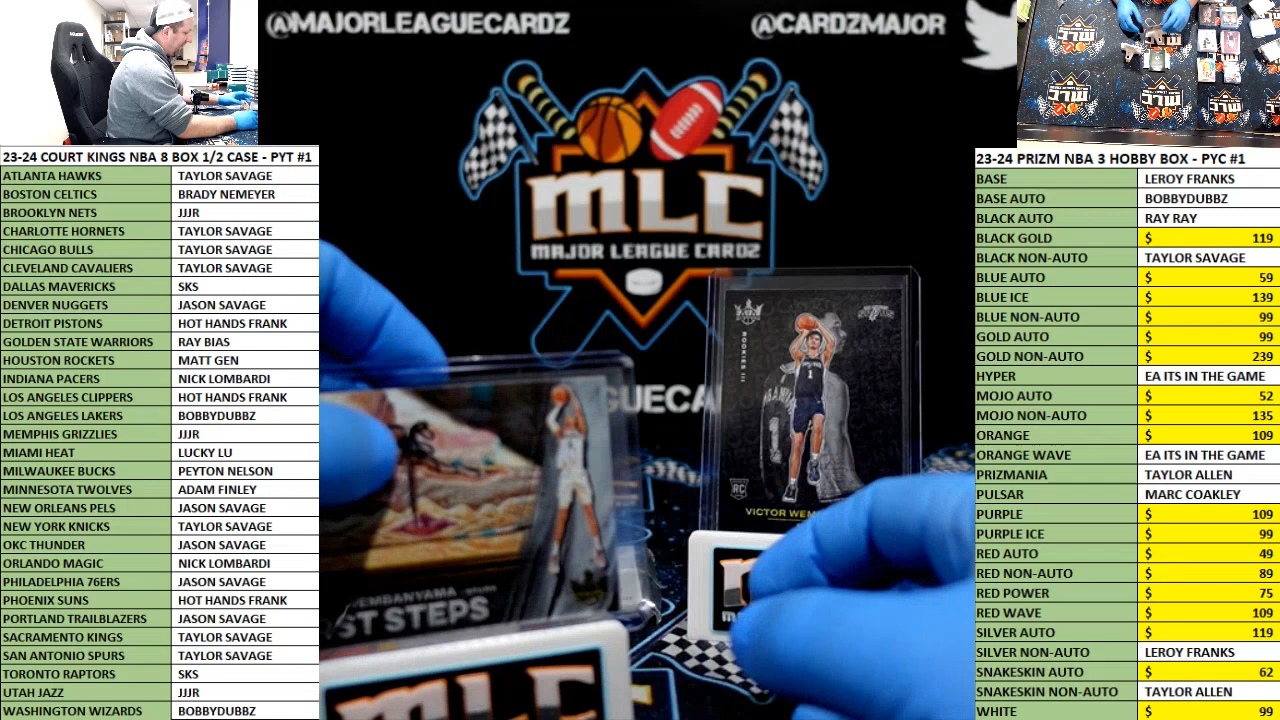 @MAJORLEAGUECARDZ
@CARDZMAJOR
MLC
MAJOR LEAGUE CARDZ
23-24 COURT KINGS NBA 8 BOX 1/2 CASE - PYT #1
ATLANTA HAWKS TAYLOR SAVAGE
BOSTON CELTICS BRADY NEMEYER
BROOKLYN NETS JJJR
CHARLOTTE HORNETS TAYLOR SAVAGE
CHICAGO BULLS TAYLOR SAVAGE
CLEVELAND CAVALIERS TAYLOR SAVAGE
DALLAS MAVERICKS SKS
DENVER NUGGETS JASON SAVAGE
DETROIT PISTONS HOT HANDS FRANK
GOLDEN STATE WARRIORS RAY BIAS
HOUSTON ROCKETS MATT GEN
INDIANA PACERS NICK LOMBARDI
LOS ANGELES CLIPPERS HOT HANDS FRANK
LOS ANGELES LAKERS BOBBYDUBBZ
MEMPHIS GRIZZLIES JJJR
MIAMI HEAT LUCKY LU
MILWAUKEE BUCKS PEYTON NELSON
MINNESOTA TWOLVES ADAM FINLEY
NEW ORLEANS PELS JASON SAVAGE
NEW YORK KNICKS TAYLOR SAVAGE
OKC THUNDER JASON SAVAGE
ORLANDO MAGIC NICK LOMBARDI
PHILADELPHIA 76ERS JASON SAVAGE
PHOENIX SUNS HOT HANDS FRANK
PORTLAND TRAILBLAZERS JASON SAVAGE
SACRAMENTO KINGS TAYLOR SAVAGE
SAN ANTONIO SPURS TAYLOR SAVAGE
TORONTO RAPTORS SKS
UTAH JAZZ JJJR
WASHINGTON WIZARDS BOBBYDUBBZ
GUECA
ROOKIES III
1
RC
VICTOR WEM
EMBANYAMA
ST STEPS
MLC
23-24 PRIZM NBA 3 HOBBY BOX - PYC #1
BASE LEROY FRANKS
BASE AUTO BOBBYDUBBZ
BLACK AUTO RAY RAY
BLACK GOLD $ 119
BLACK NON-AUTO TAYLOR SAVAGE
BLUE AUTO $ 59
BLUE ICE $ 139
BLUE NON-AUTO $ 99
GOLD AUTO $ 99
GOLD NON-AUTO $ 239
HYPER EA ITS IN THE GAME
MOJO AUTO $ 52
MOJO NON-AUTO $ 135
ORANGE $ 109
ORANGE WAVE EA ITS IN THE GAME
PRIZMANIA TAYLOR ALLEN
PULSAR MARC COAKLEY
PURPLE $ 109
PURPLE ICE $ 99
RED AUTO $ 49
RED NON-AUTO $ 89
RED POWER $ 75
RED WAVE $ 109
SILVER AUTO $ 119
SILVER NON-AUTO LEROY FRANKS
SNAKESKIN AUTO $ 62
SNAKESKIN NON-AUTO TAYLOR ALLEN
WHITE $ 99